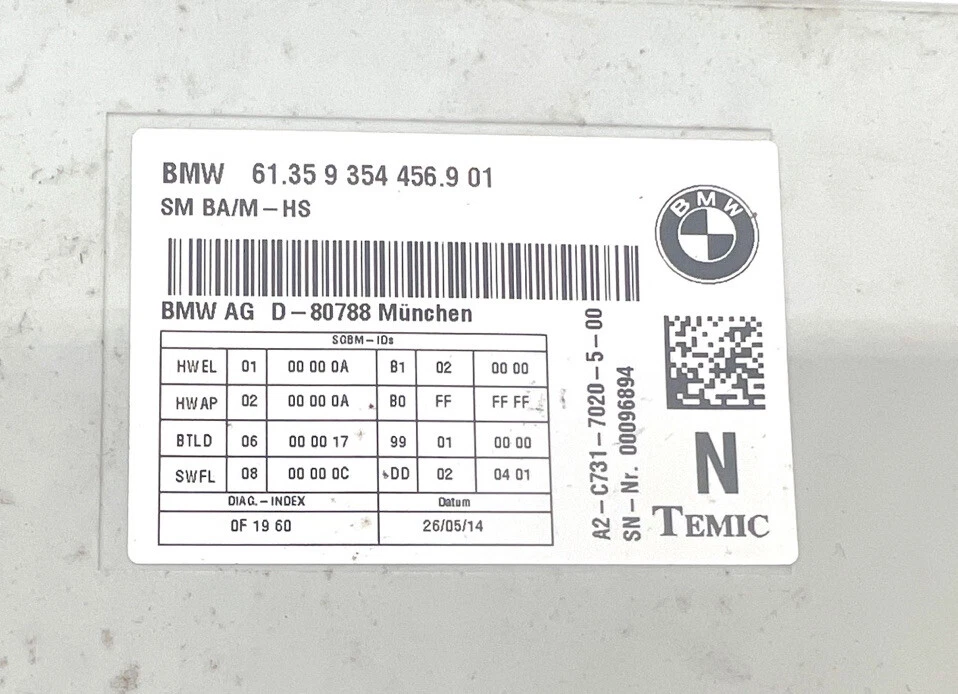 BMW 61.35 9 354 456.9 01
SM BA/M-HS
BMW
BMW AG D-80788 München
SGBM-IDs
HWEL 01 00 00 0A B1 02 00 00
HWAP 02 00 00 0A B0 FF FF FF
BTLD 06 00 00 17 99 01 00 00
SWFL 08 00 00 0C DD 02 04 01
DIAG.-INDEX Datum
0F 19 60 26/05/14
A2-C731-7020-5-00
SN-Nr. 00096894
N
TEMIC